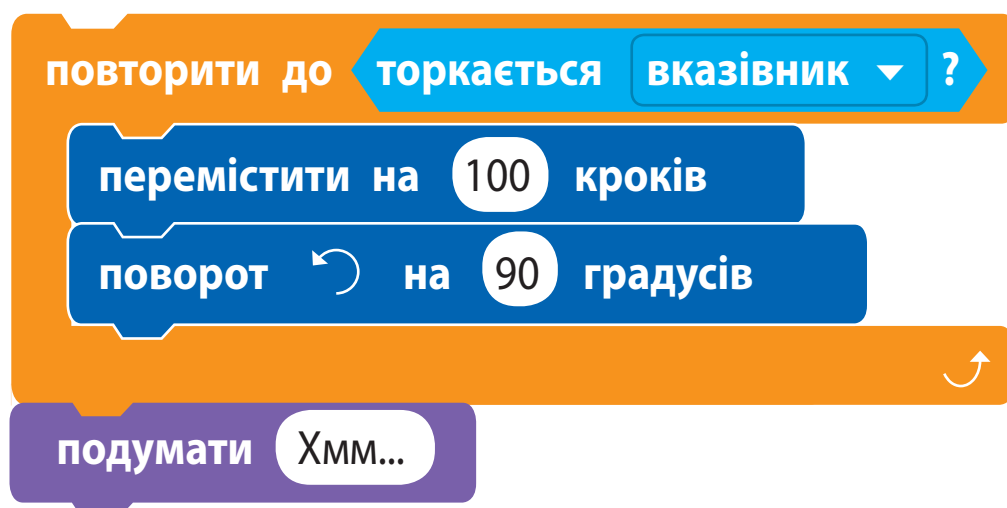 повторити до торкається вказівник ?
перемістити на 100 кроків
поворот на 90 градусів
подумати Хмм...